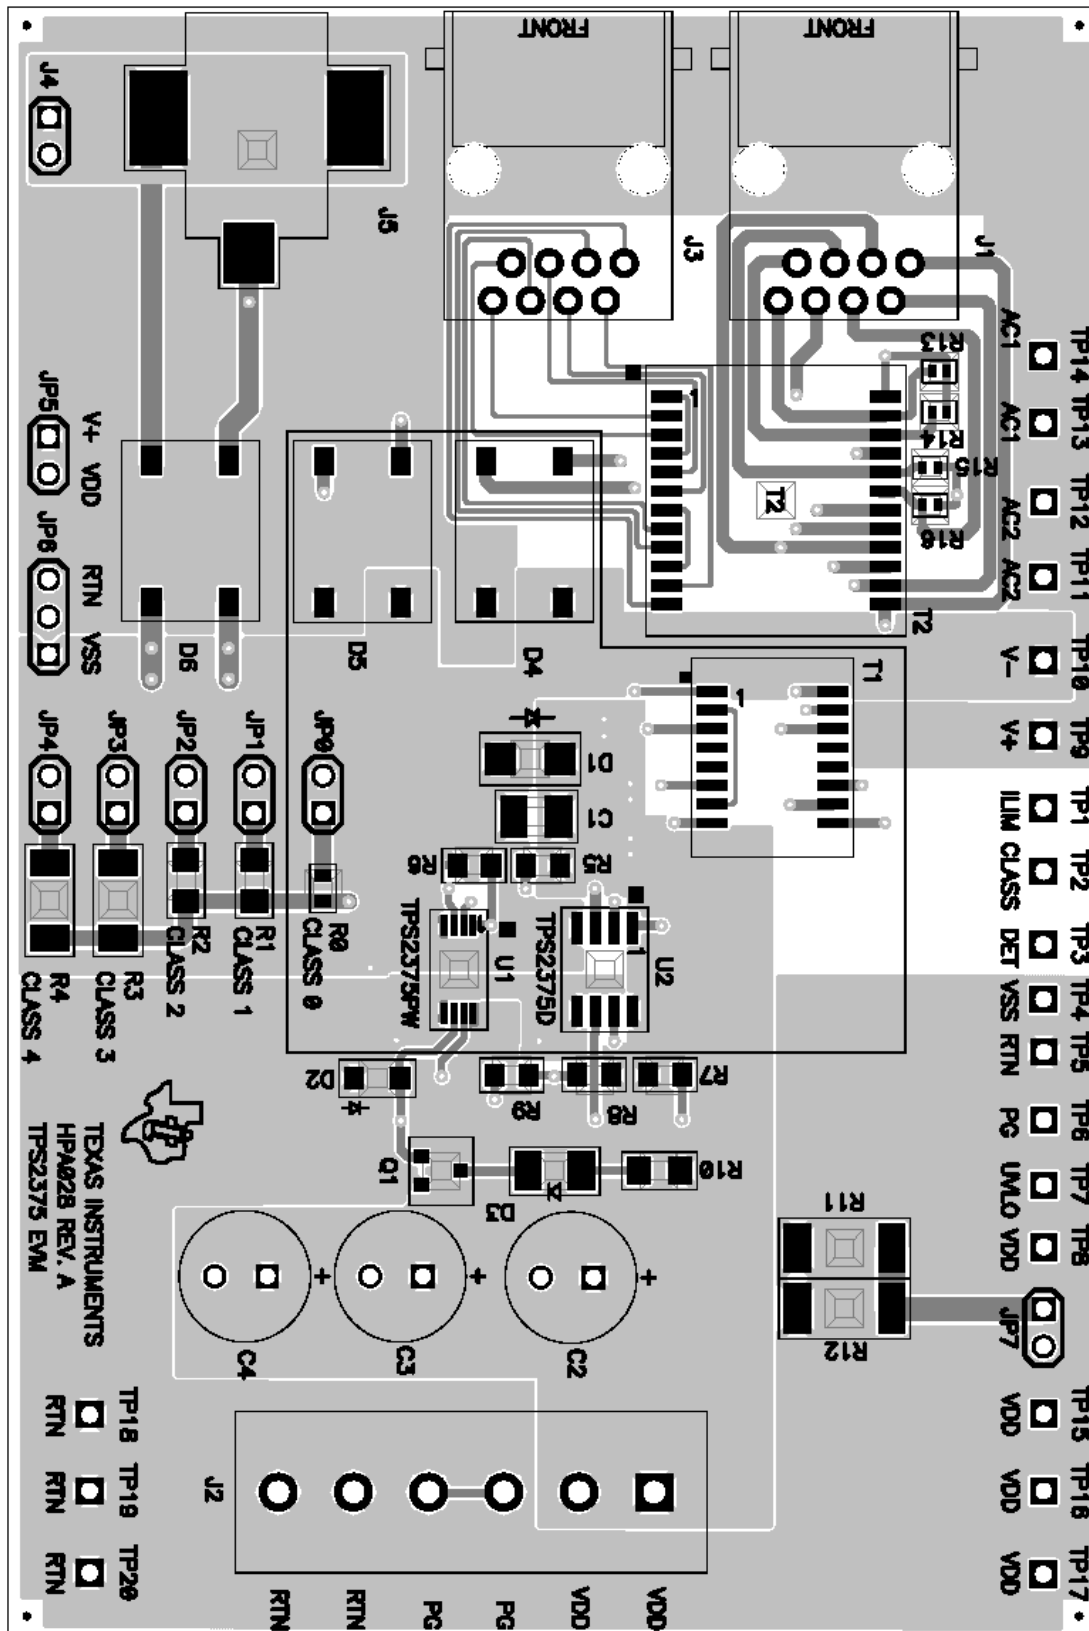 FRONT
FRONT
J4
J5
J3
J1
AC1
TP14
R13
AC1
TP13
R14
JP5
V+
VDD
1
R15
T2
AC2
TP12
R16
JP6
RTN
VSS
AC2
TP11
T2
D6
D5
D4
V-
TP10
T1
1
JP4
JP3
JP2
JP1
JP0
V+
TP9
D1
C1
ILIM
TP1
R6
R5
CLASS
TP2
R4
CLASS 4
R3
CLASS 3
R2
CLASS 2
R1
CLASS 1
R0
CLASS 0
TPS2375PW
1
U1
TPS2375D
1
U2
DET
TP3
VSS
TP4
RTN
TP5
D2
R9
R8
R7
PG
TP6
TEXAS INSTRUMENTS
HPA028 REV. A
TPS2375 EVM
Q1
D3
R10
UVLO
TP7
R11
VDD
TP8
+
+
+
C4
C3
C2
R12
JP7
TP18
RTN
VDD
TP15
TP19
RTN
J2
VDD
TP16
TP20
RTN
VDD
TP17
RTN
RTN
PG
PG
VDD
VDD